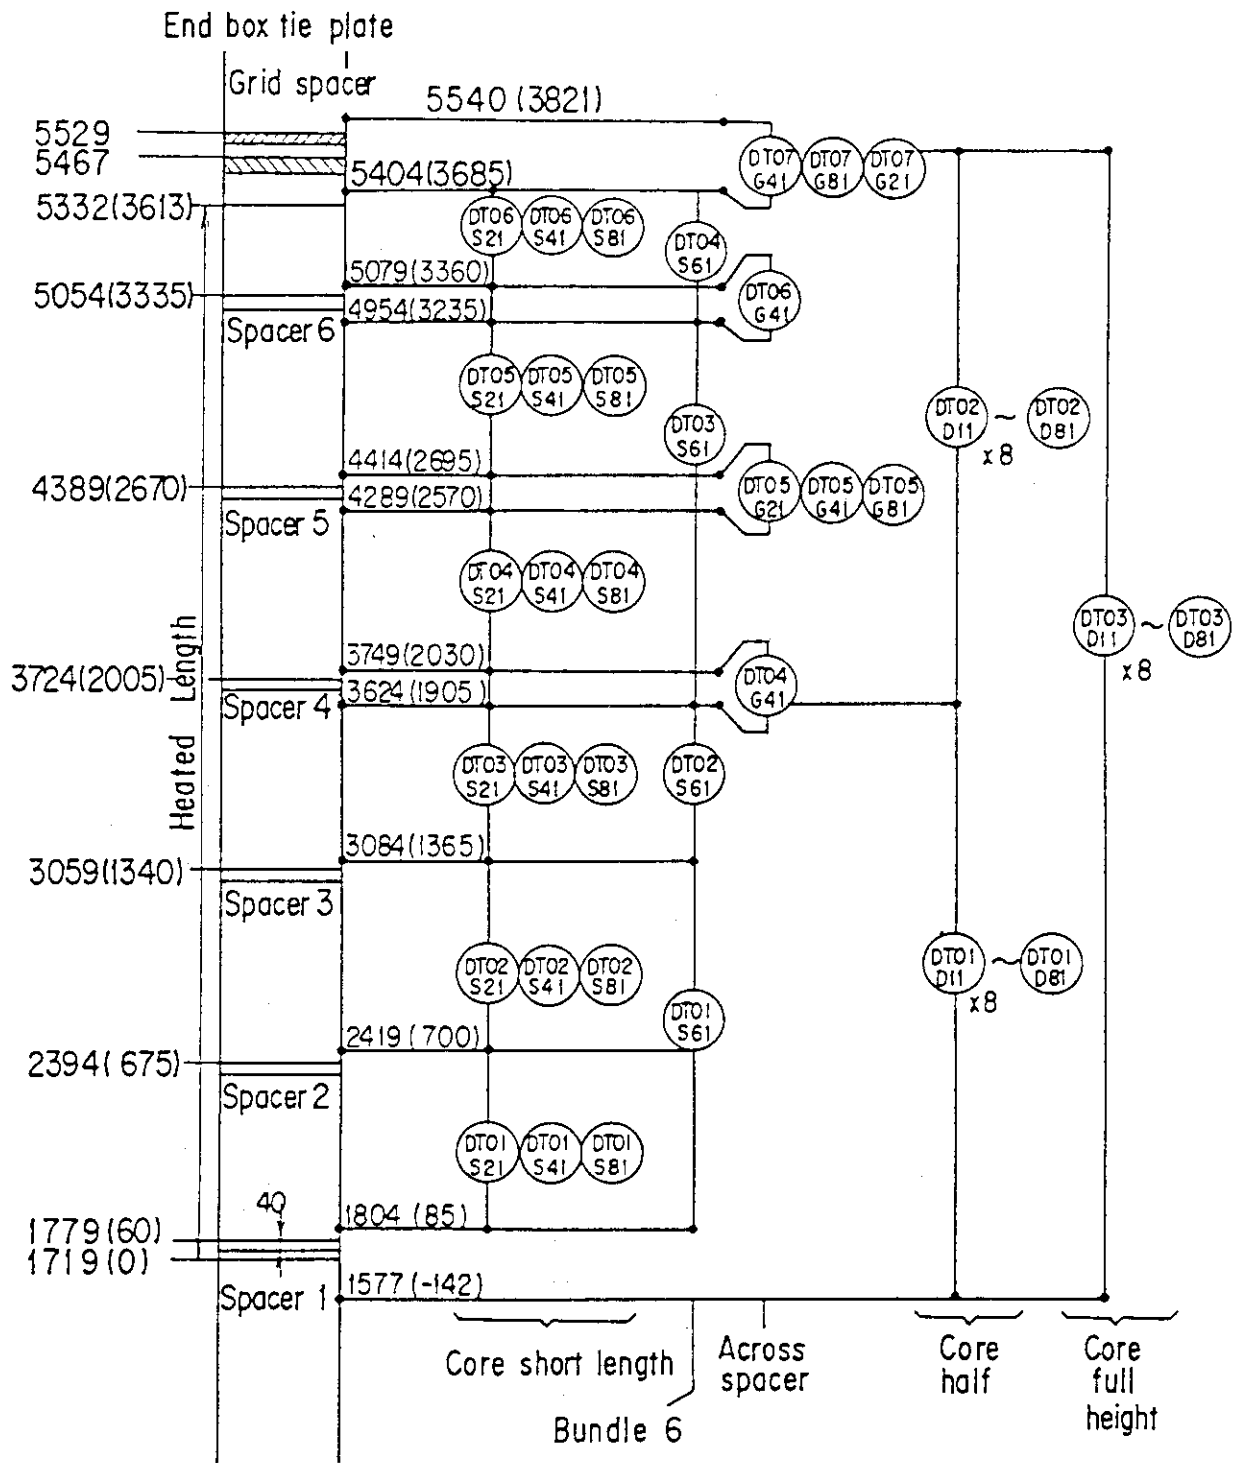 End box tie plate
Grid spacer
5540 (3821)
5529
5467
DT07 G41
DT07 G81
DT07 G21
5404(3685)
5332(3613)
DT06 S21
DT06 S41
DT06 S81
DT04 S61
5079(3360)
5054(3335)
DT06 G41
4954(3235)
Spacer 6
DT05 S21
DT05 S41
DT05 S81
DT03 S61
DT02 D11
~
DT02 D81
x8
4414(2695)
4389(2670)
4289(2570)
DT05 G21
DT05 G41
DT05 G81
Spacer 5
DT04 S21
DT04 S41
DT04 S81
DT03 D11
~
DT03 D81
x8
Heated Length
3749(2030)
3724(2005)
3624(1905)
DT04 G41
Spacer 4
DT03 S21
DT03 S41
DT03 S81
DT02 S61
3084(1365)
3059(1340)
Spacer 3
DT02 S21
DT02 S41
DT02 S81
DT01 S61
DT01 D11
~
DT01 D81
x8
2419 (700)
2394( 675)
Spacer 2
DT01 S21
DT01 S41
DT01 S81
40
1804 (85)
1779 (60)
1719 (0)
1577 (-142)
Spacer 1
Core short length
Bundle 6
Across
spacer
Core
half
Core
full
height